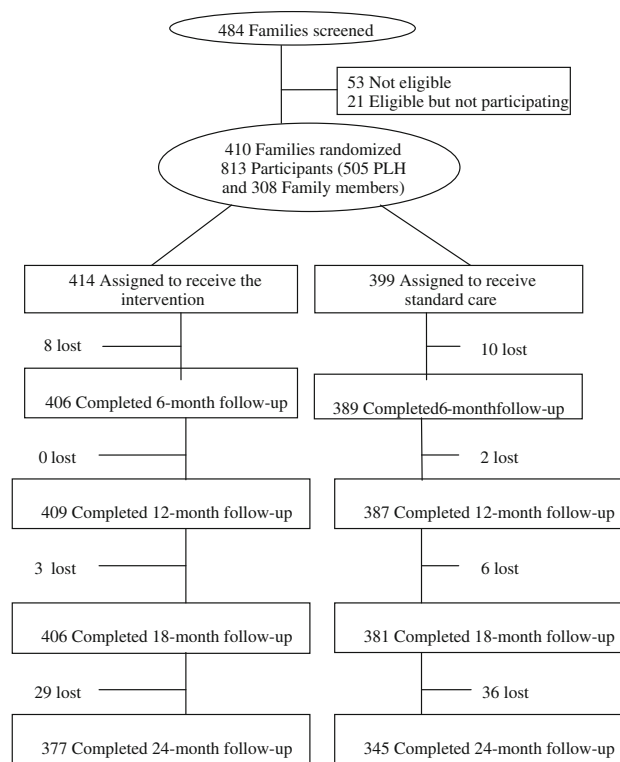 484 Families screened
53 Not eligible
21 Eligible but not participating
410 Families randomized
813 Participants (505 PLH
and 308 Family members)
414 Assigned to receive the
intervention
399 Assigned to receive
standard care
8 lost
10 lost
406 Completed 6-month follow-up
389 Completed6-monthfollow-up
0 lost
2 lost
409 Completed 12-month follow-up
387 Completed 12-month follow-up
3 lost
6 lost
406 Completed 18-month follow-up
381 Completed 18-month follow-up
29 lost
36 lost
377 Completed 24-month follow-up
345 Completed 24-month follow-up